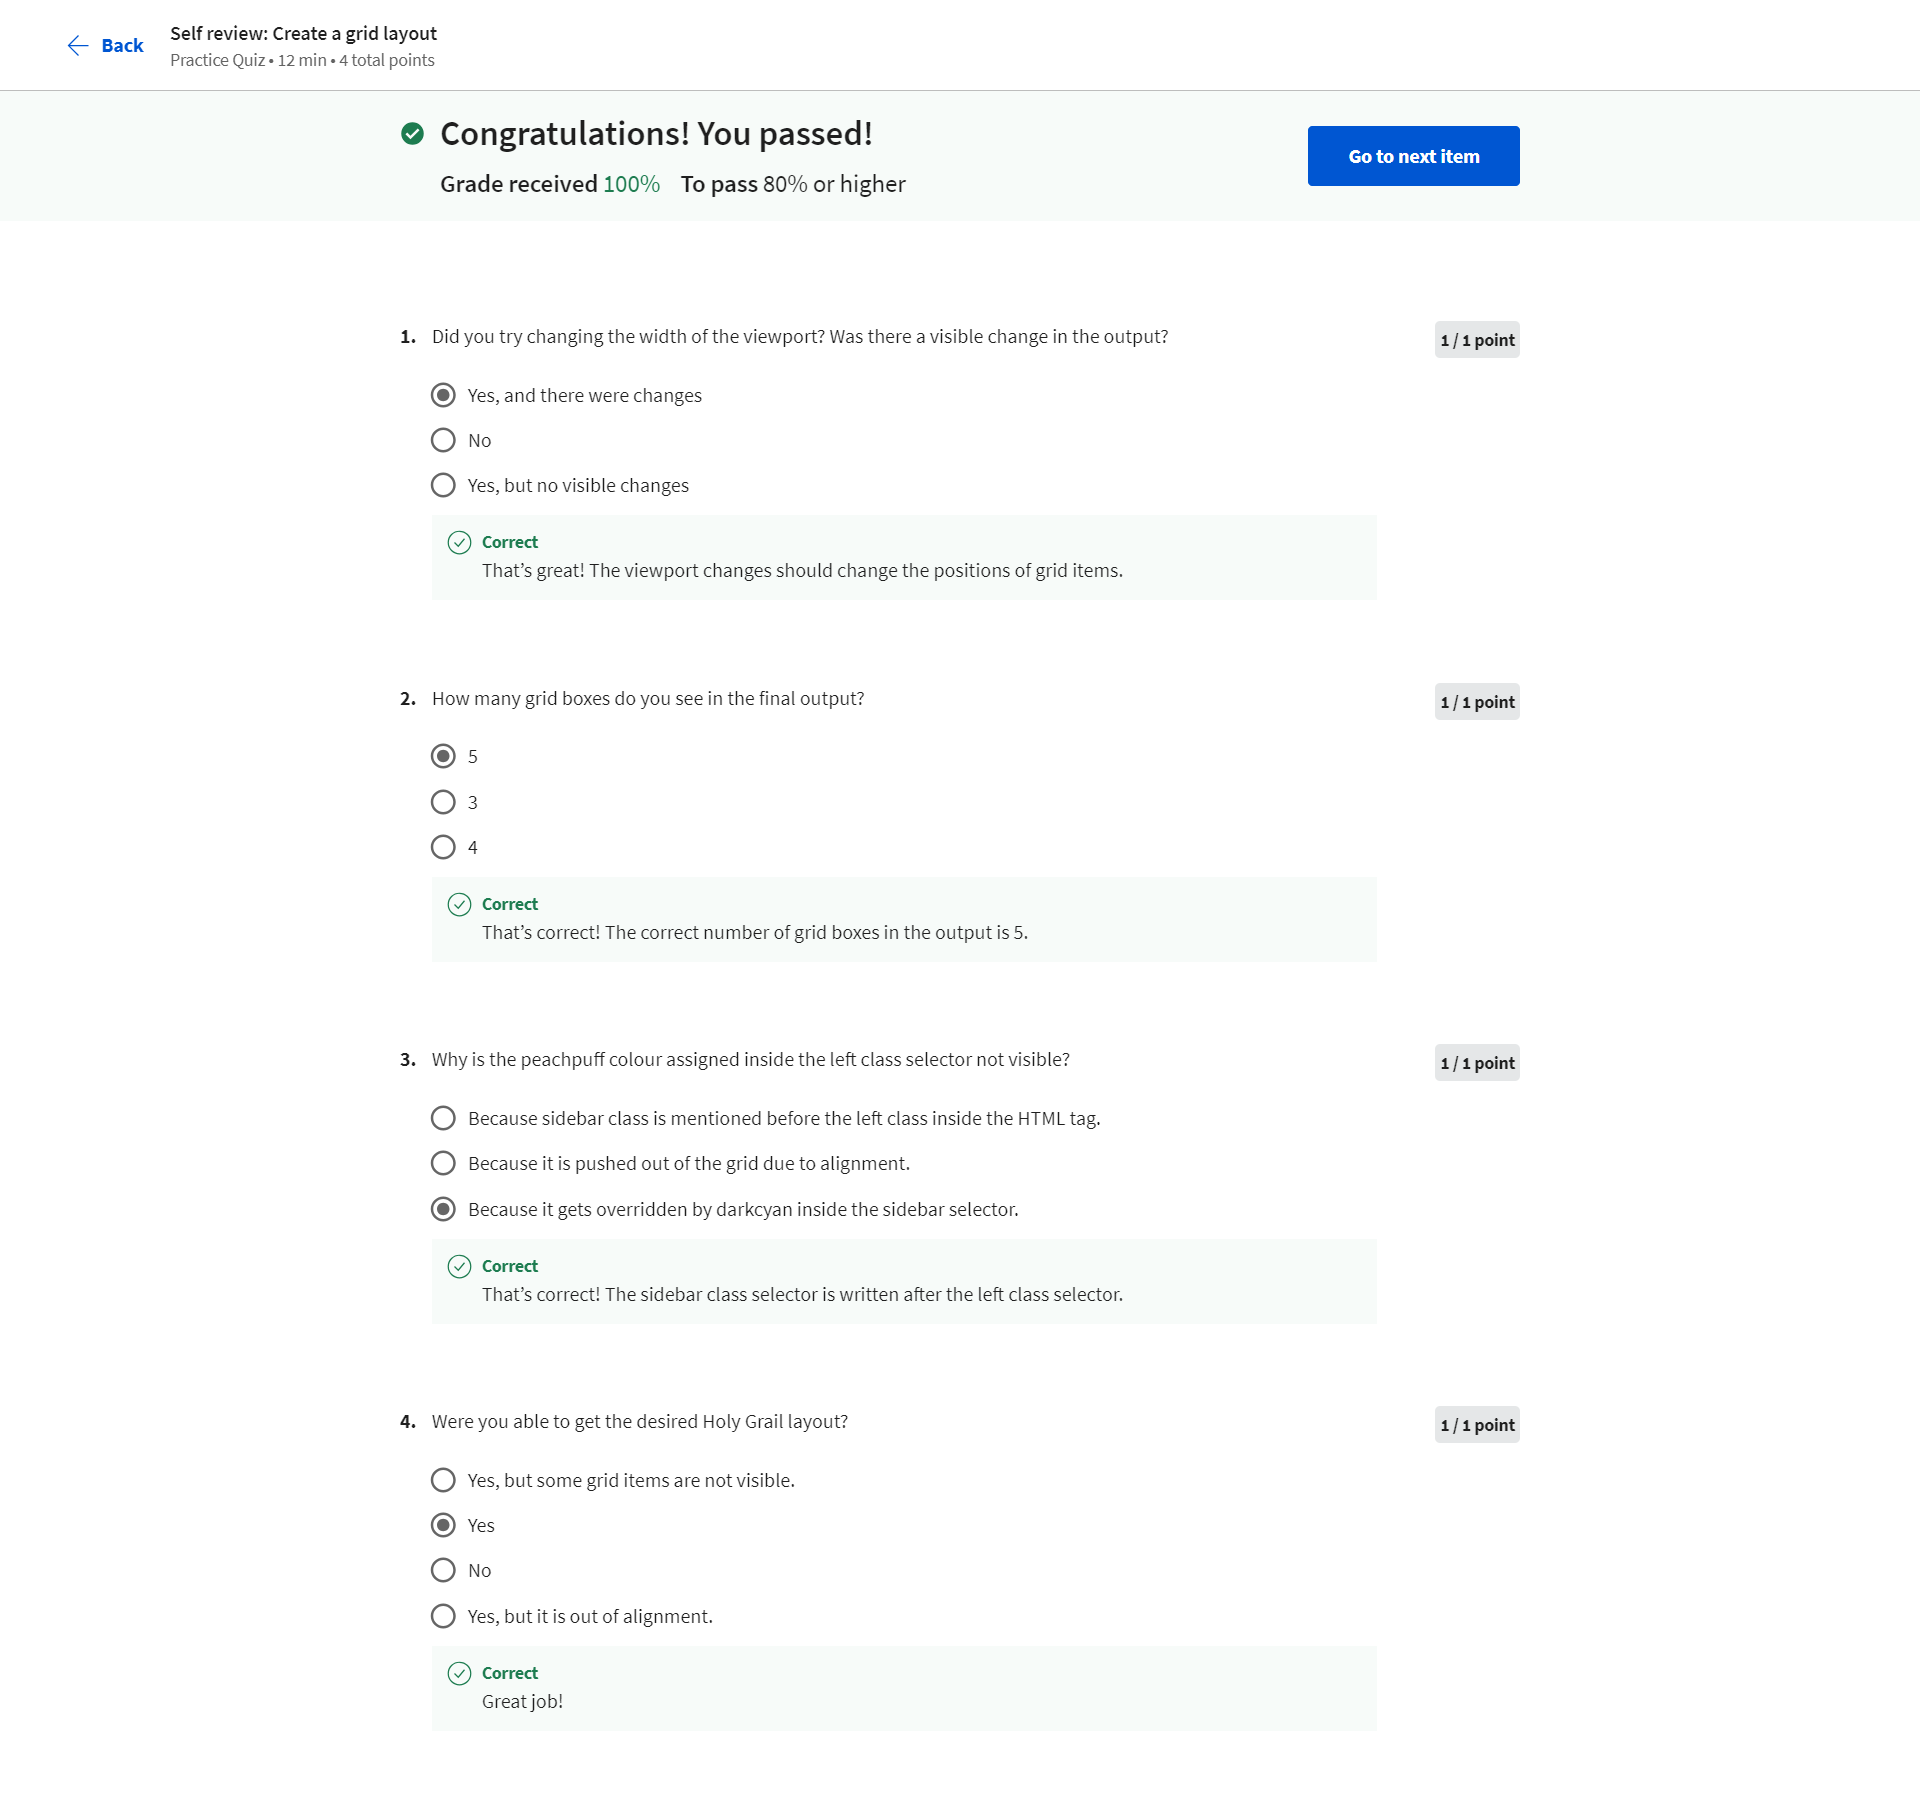 Back
Self review: Create a grid layout
Practice Quiz • 12 min • 4 total points
Congratulations! You passed!
Grade received 100% To pass 80% or higher
Go to next item
1. Did you try changing the width of the viewport? Was there a visible change in the output?
1 / 1 point
Yes, and there were changes
No
Yes, but no visible changes
Correct
That’s great! The viewport changes should change the positions of grid items.
2. How many grid boxes do you see in the final output?
1 / 1 point
5
3
4
Correct
That’s correct! The correct number of grid boxes in the output is 5.
3. Why is the peachpuff colour assigned inside the left class selector not visible?
1 / 1 point
Because sidebar class is mentioned before the left class inside the HTML tag.
Because it is pushed out of the grid due to alignment.
Because it gets overridden by darkcyan inside the sidebar selector.
Correct
That’s correct! The sidebar class selector is written after the left class selector.
4. Were you able to get the desired Holy Grail layout?
1 / 1 point
Yes, but some grid items are not visible.
Yes
No
Yes, but it is out of alignment.
Correct
Great job!